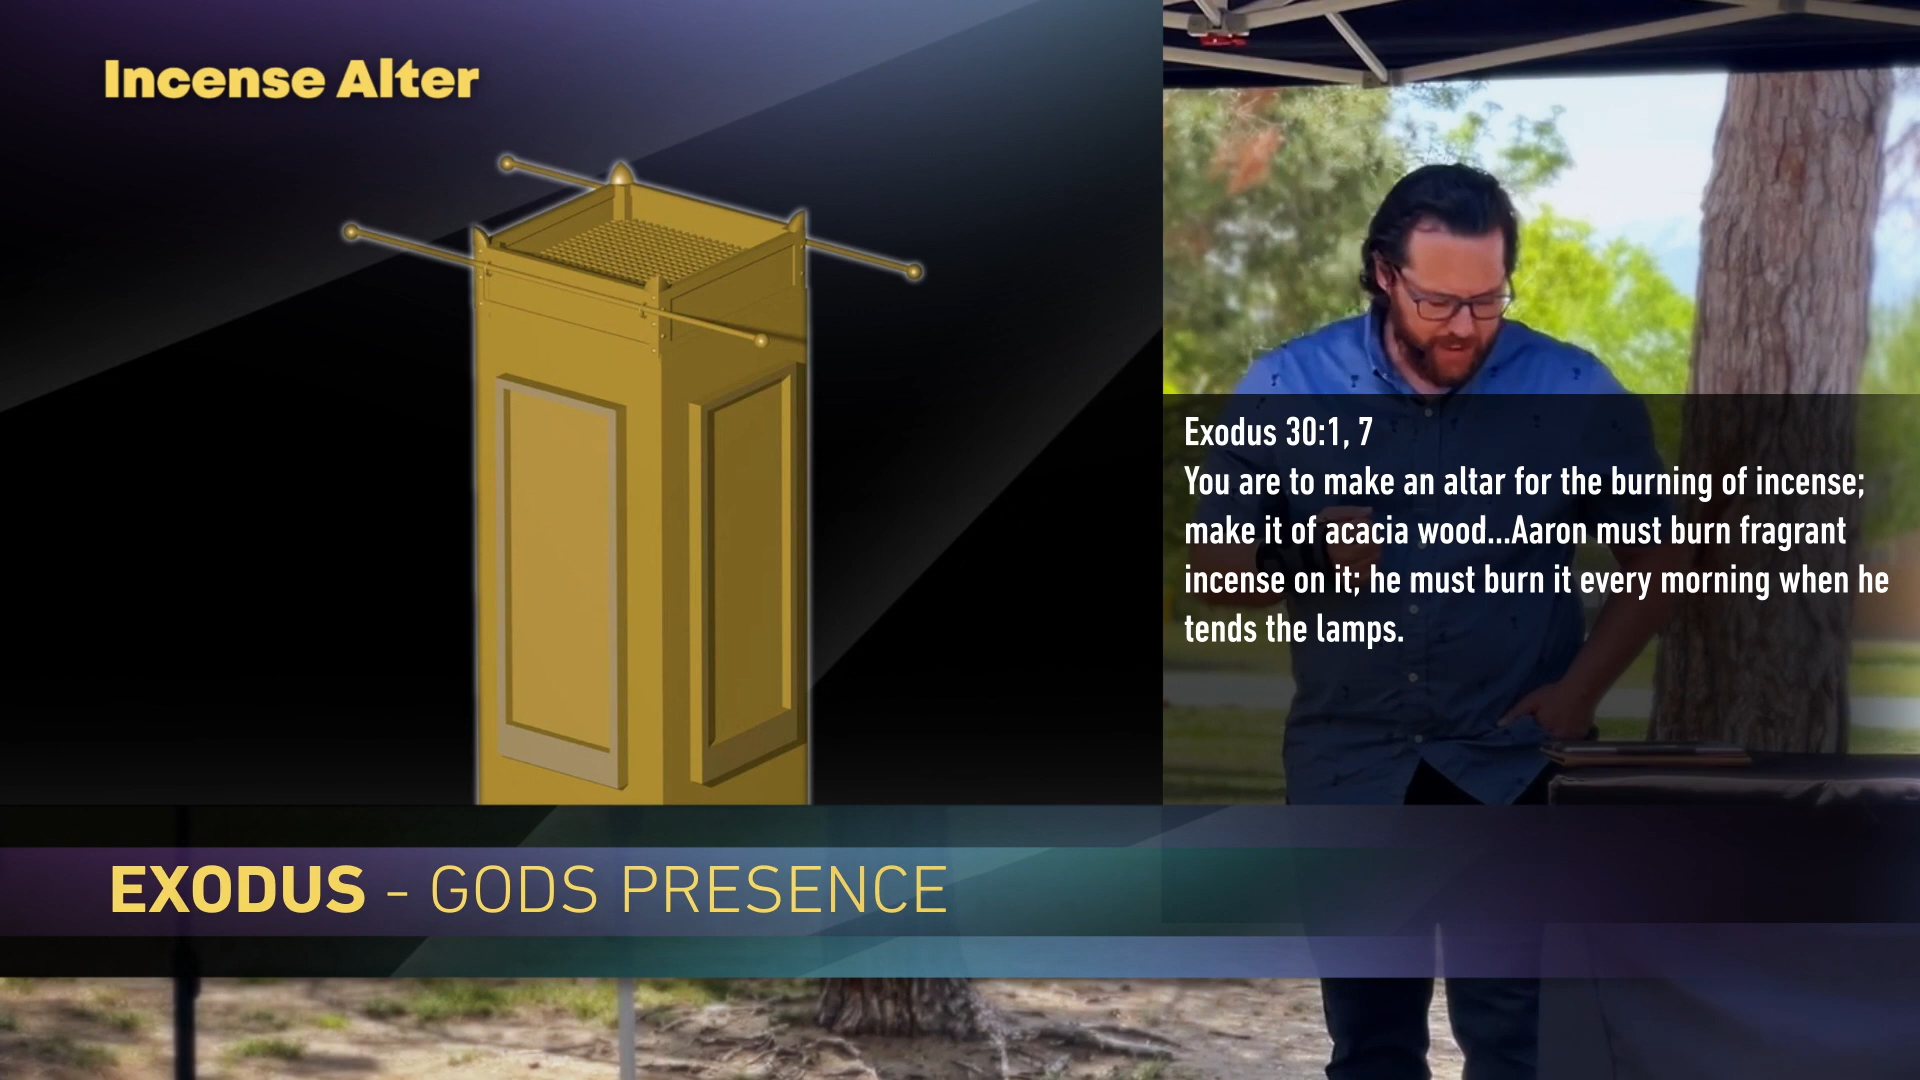 Incense Alter
Exodus 30:1, 7
You are to make an altar for the burning of incense;
make it of acacia wood...Aaron must burn fragrant
incense on it; he must burn it every morning when he
tends the lamps.
EXODUS - GODS PRESENCE